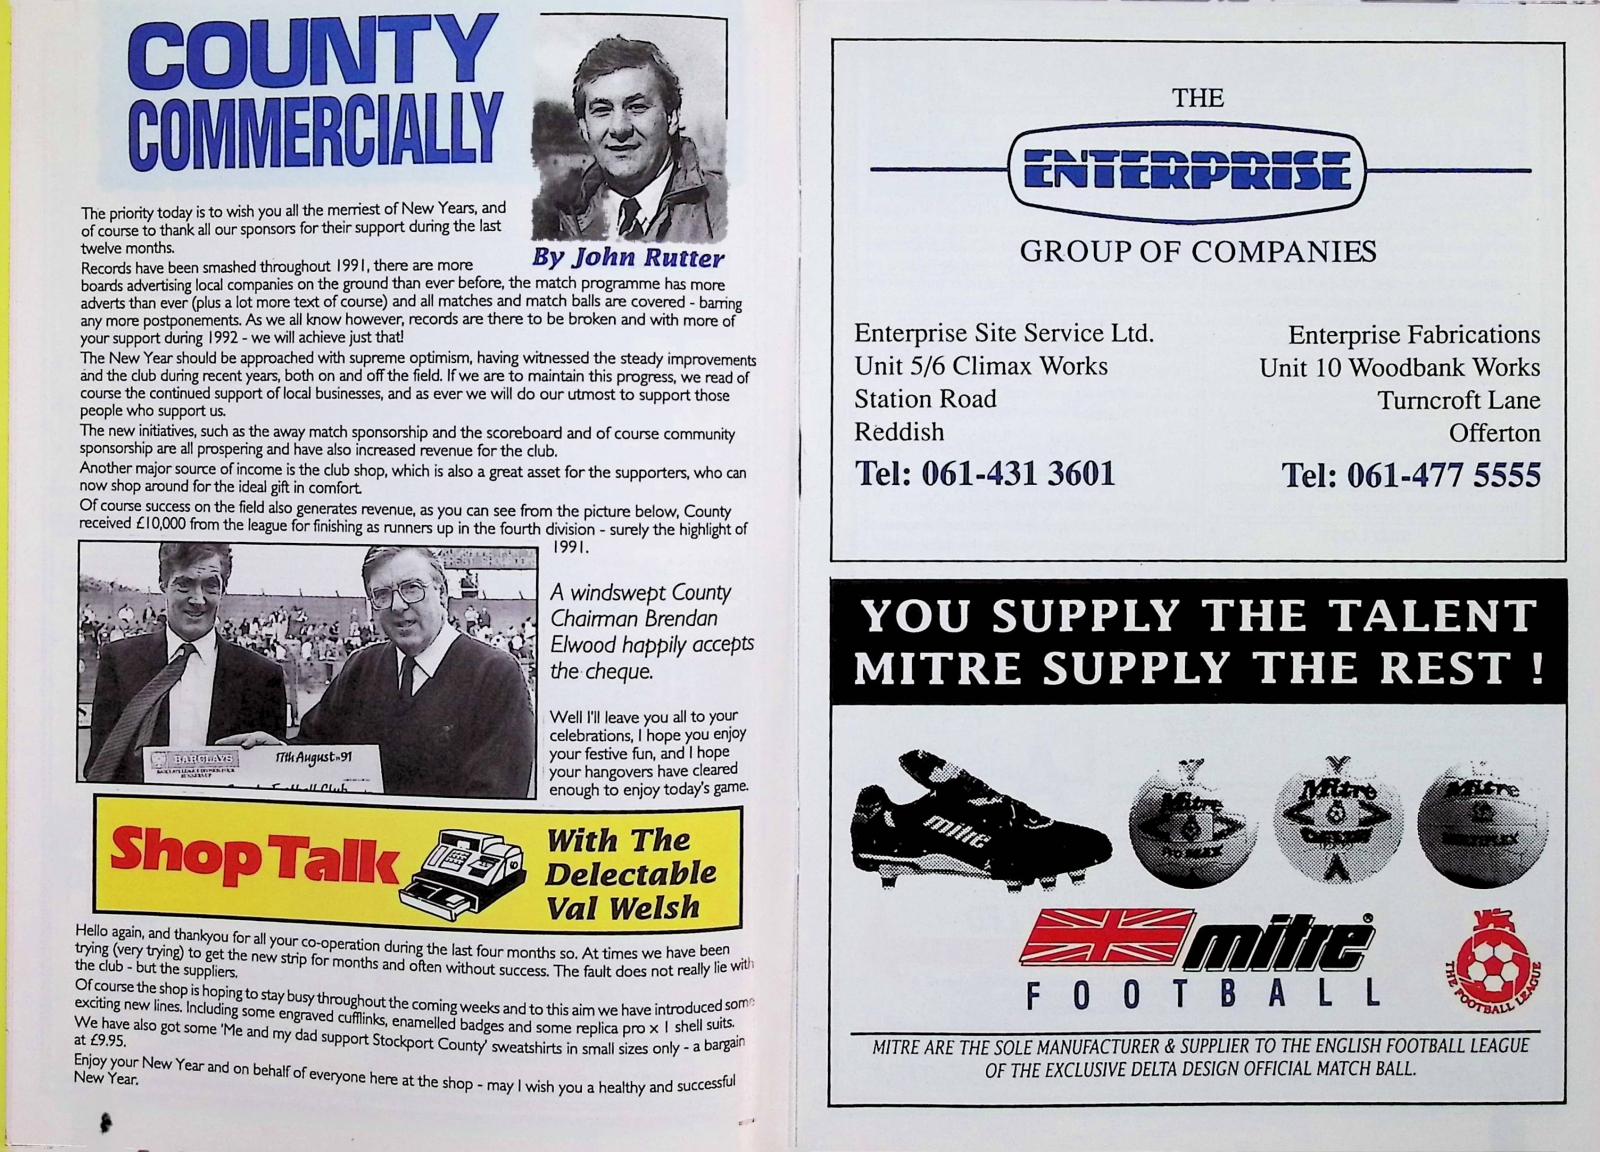 COUNTY
COMMERCIALLY
By John Rutter
The priority today is to wish you all the merriest of New Years, and
of course to thank all our sponsors for their support during the last
twelve months.
Records have been smashed throughout 1991, there are more
boards advertising local companies on the ground than ever before, the match programme has more
adverts than ever (plus a lot more text of course) and all matches and match balls are covered - barring
any more postponements. As we all know however, records are there to be broken and with more of
your support during 1992 - we will achieve just that!
The New Year should be approached with supreme optimism, having witnessed the steady improvements
and the club during recent years, both on and off the field. If we are to maintain this progress, we read of
course the continued support of local businesses, and as ever we will do our utmost to support those
people who support us.
The new initiatives, such as the away match sponsorship and the scoreboard and of course community
sponsorship are all prospering and have also increased revenue for the club.
Another major source of income is the club shop, which is also a great asset for the supporters, who can
now shop around for the ideal gift in comfort.
Of course success on the field also generates revenue, as you can see from the picture below, County
received £10,000 from the league for finishing as runners up in the fourth division - surely the highlight of
1991.
A windswept County
Chairman Brendan
Elwood happily accepts
the cheque.
BARCLAYS
17th August 91
Football Club
Well I'll leave you all to your
celebrations, I hope you enjoy
your festive fun, and I hope
your hangovers have cleared
enough to enjoy today's game.
Shop Talk
With The
Delectable
Val Welsh
Hello again, and thankyou for all your co-operation during the last four months so. At times we have been
trying (very trying) to get the new strip for months and often without success. The fault does not really lie with
the club - but the suppliers.
Of course the shop is hoping to stay busy throughout the coming weeks and to this aim we have introduced some
exciting new lines. Including some engraved cufflinks, enamelled badges and some replica pro x 1 shell suits.
We have also got some 'Me and my dad support Stockport County' sweatshirts in small sizes only - a bargain
at £9.95.
Enjoy your New Year and on behalf of everyone here at the shop - may I wish you a healthy and successful
New Year.
THE
ENTERPRISE
GROUP OF COMPANIES
Enterprise Site Service Ltd.
Unit 5/6 Climax Works
Station Road
Reddish
Tel: 061-431 3601
Enterprise Fabrications
Unit 10 Woodbank Works
Turncroft Lane
Offerton
Tel: 061-477 5555
YOU SUPPLY THE TALENT
MITRE SUPPLY THE REST !
mitre
Mitre
PRO MAX
Mitre
Mitre
mitre®
FOOTBALL
THE FOOTBALL LEAGUE
MITRE ARE THE SOLE MANUFACTURER & SUPPLIER TO THE ENGLISH FOOTBALL LEAGUE
OF THE EXCLUSIVE DELTA DESIGN OFFICIAL MATCH BALL.